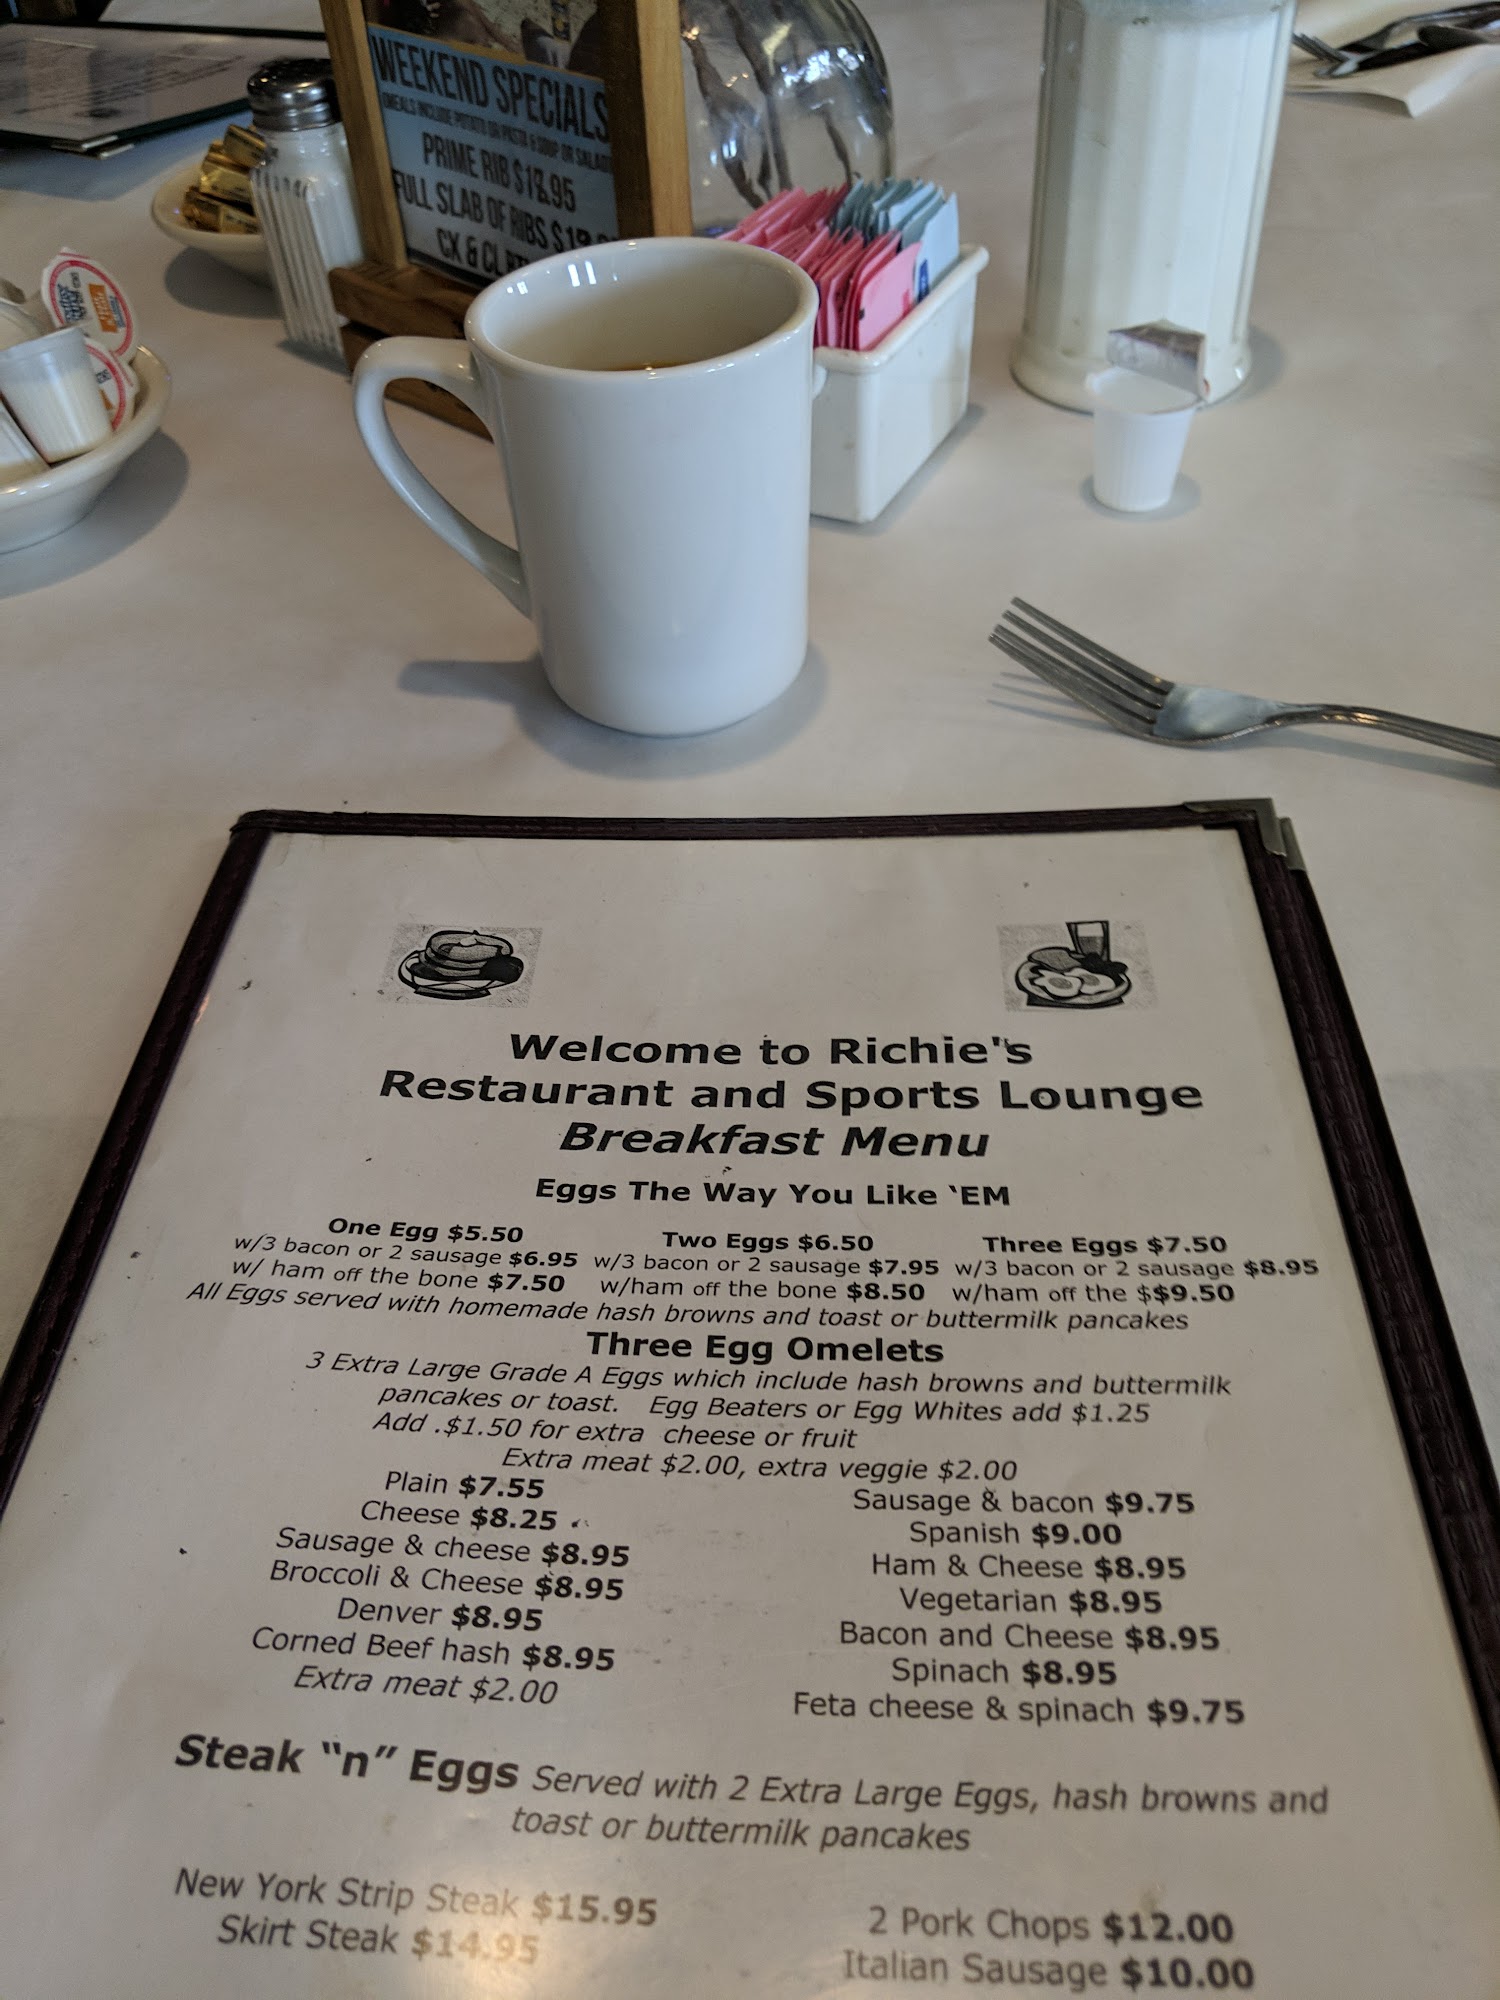 WEEKEND SPECIALS
PRIME RIB $18.95
FULL SLAB OF RIBS
Welcome to Richie's
Restaurant and Sports Lounge
Breakfast Menu
Eggs The Way You Like ‘EM
One Egg $5.50 Two Eggs $6.50 Three Eggs $7.50
w/3 bacon or 2 sausage $6.95 w/3 bacon or 2 sausage $7.95 w/3 bacon or 2 sausage $8.95
w/ ham off the bone $7.50 w/ham off the bone $8.50 w/ham off the $$9.50
All Eggs served with homemade hash browns and toast or buttermilk pancakes
Three Egg Omelets
3 Extra Large Grade A Eggs which include hash browns and buttermilk
pancakes or toast. Egg Beaters or Egg Whites add $1.25
Add .$1.50 for extra cheese or fruit
Extra meat $2.00, extra veggie $2.00
Plain $7.55
Cheese $8.25
Sausage & cheese $8.95
Broccoli & Cheese $8.95
Denver $8.95
Corned Beef hash $8.95
Extra meat $2.00
Sausage & bacon $9.75
Spanish $9.00
Ham & Cheese $8.95
Vegetarian $8.95
Bacon and Cheese $8.95
Spinach $8.95
Feta cheese & spinach $9.75
Steak “n” Eggs Served with 2 Extra Large Eggs, hash browns and
toast or buttermilk pancakes
New York Strip Steak $15.95
Skirt Steak $14.95
2 Pork Chops $12.00
Italian Sausage $10.00